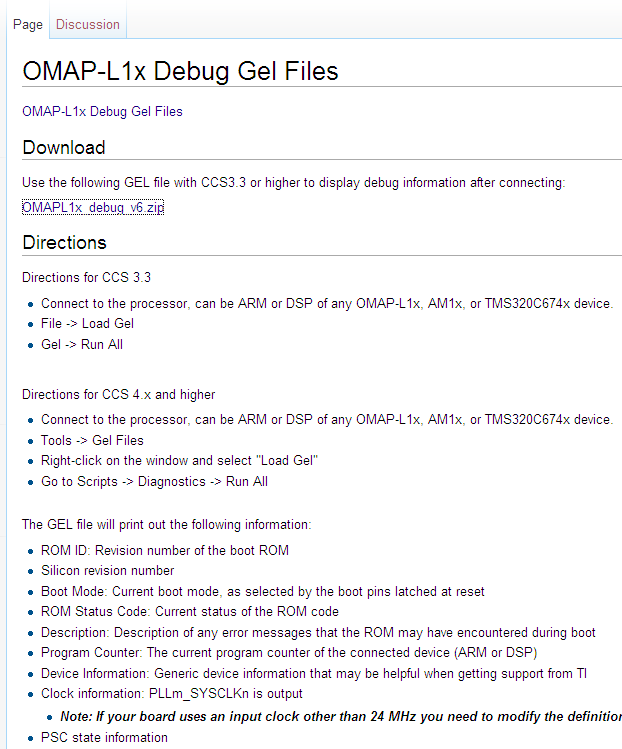 Page Discussion
OMAP-L1x Debug Gel Files
OMAP-L1x Debug Gel Files
Download
Use the following GEL file with CCS3.3 or higher to display debug information after connecting:
OMAPL1x_debug_v6.zip
Directions
Directions for CCS 3.3
Connect to the processor, can be ARM or DSP of any OMAP-L1x, AM1x, or TMS320C674x device.
File -> Load Gel
Gel -> Run All
Directions for CCS 4.x and higher
Connect to the processor, can be ARM or DSP of any OMAP-L1x, AM1x, or TMS320C674x device.
Tools -> Gel Files
Right-click on the window and select "Load Gel"
Go to Scripts -> Diagnostics -> Run All
The GEL file will print out the following information:
ROM ID: Revision number of the boot ROM
Silicon revision number
Boot Mode: Current boot mode, as selected by the boot pins latched at reset
ROM Status Code: Current status of the ROM code
Description: Description of any error messages that the ROM may have encountered during boot
Program Counter: The current program counter of the connected device (ARM or DSP)
Device Information: Generic device information that may be helpful when getting support from TI
Clock information: PLLm_SYSCLKn is output
Note: If your board uses an input clock other than 24 MHz you need to modify the definition
PSC state information